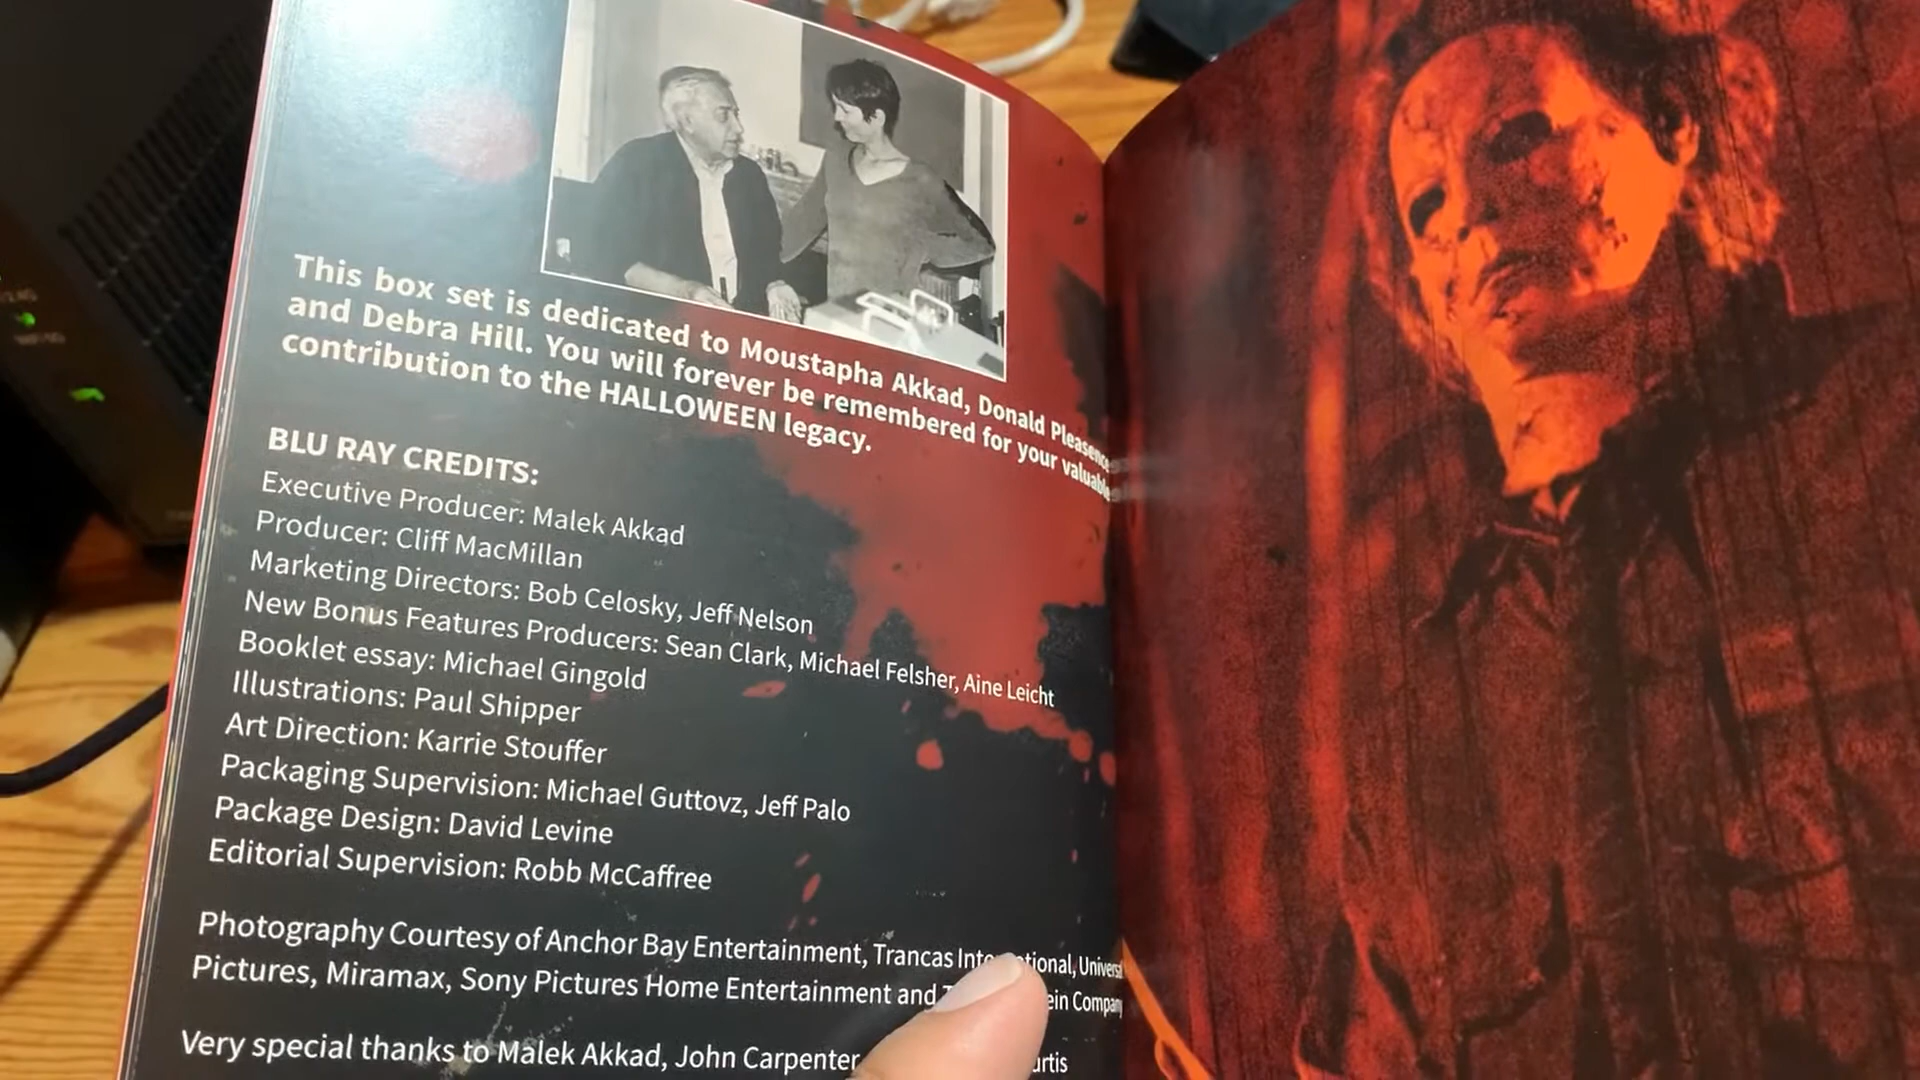 This box set is dedicated to Moustapha Akkad, Donald Pleasence
and Debra Hill. You will forever be remembered for your valuable
contribution to the HALLOWEEN legacy.
BLU RAY CREDITS:
Executive Producer: Malek Akkad
Producer: Cliff MacMillan
Marketing Directors: Bob Celosky, Jeff Nelson
New Bonus Features Producers: Sean Clark, Michael Felsher, Aine Leicht
Booklet essay: Michael Gingold
Illustrations: Paul Shipper
Art Direction: Karrie Stouffer
Packaging Supervision: Michael Guttovz, Jeff Palo
Package Design: David Levine
Editorial Supervision: Robb McCaffree
Photography Courtesy of Anchor Bay Entertainment, Trancas
Pictures, Miramax, Sony Pictures Home Entertainment and Company
Very special thanks to Malek Akkad, John Carpenter